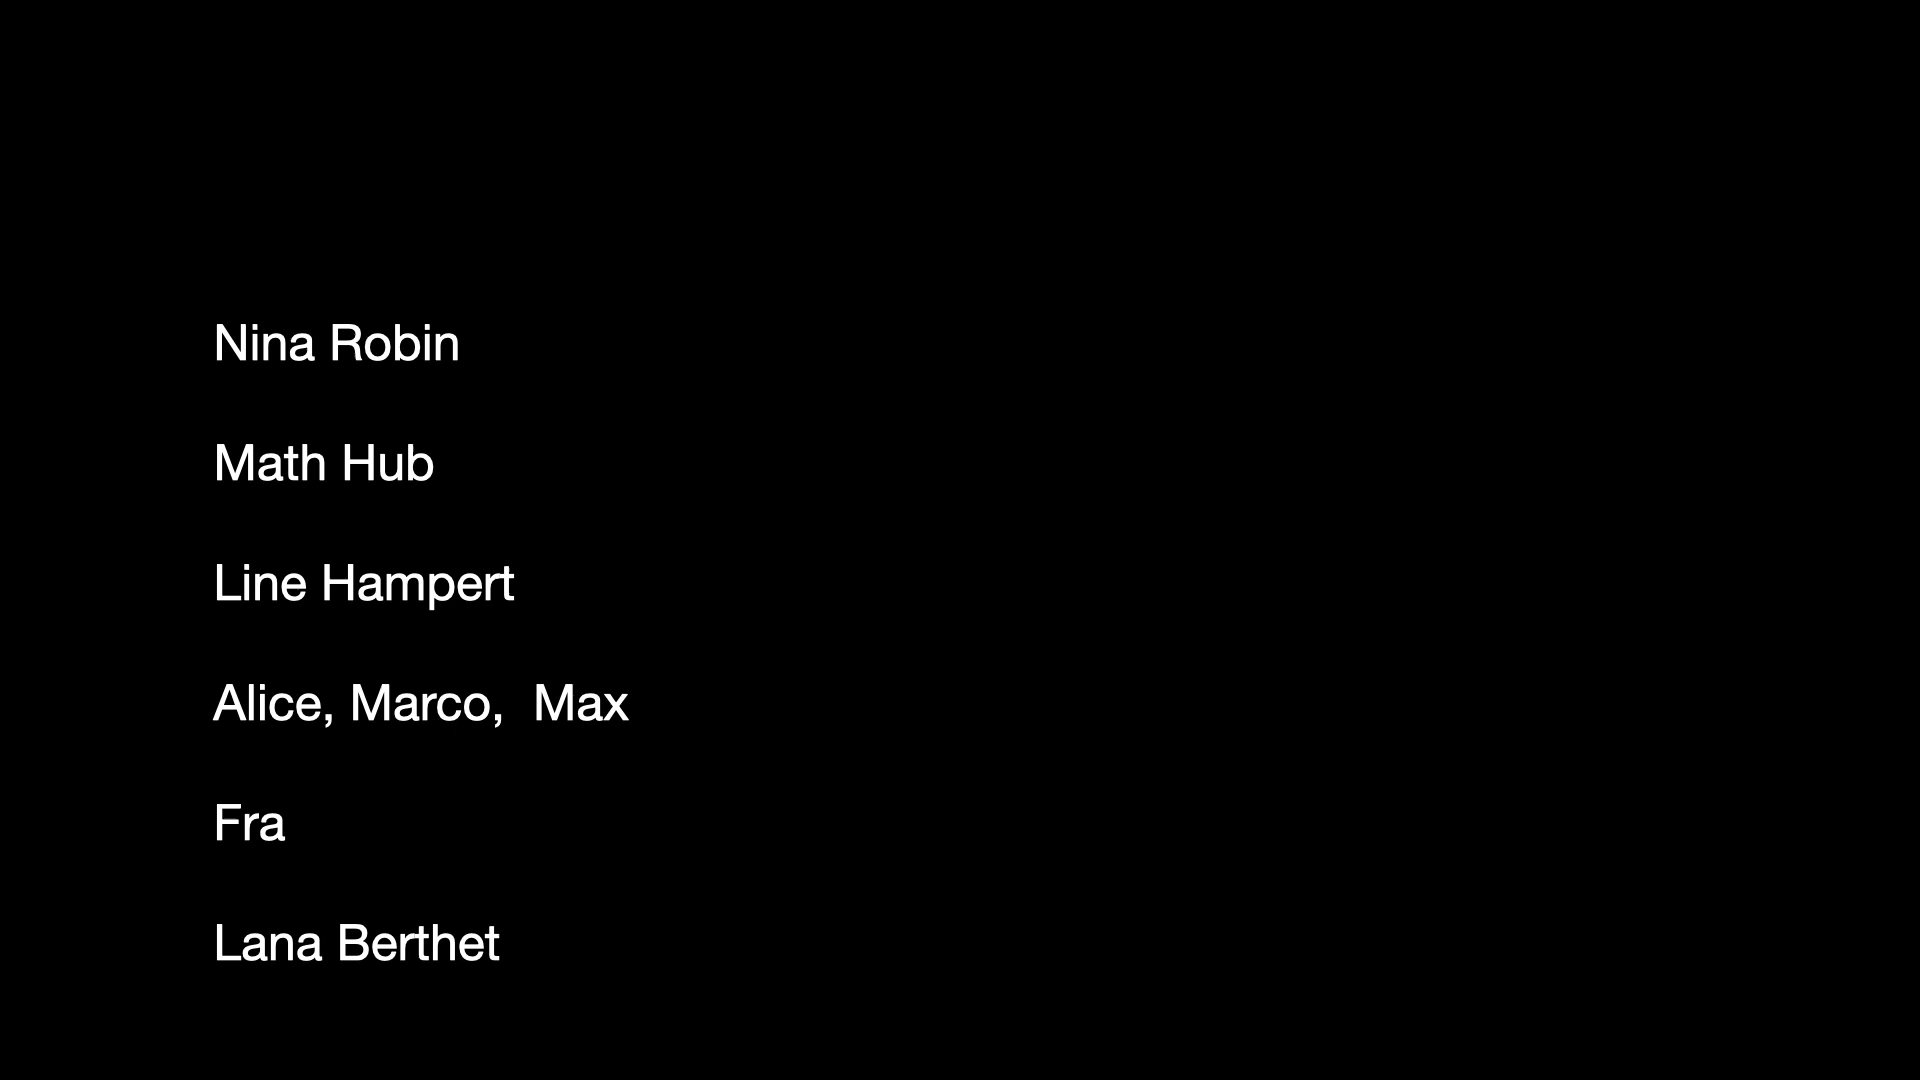 Nina Robin
Math Hub
Line Hampert
Alice, Marco,  Max
Fra
Lana Berthet